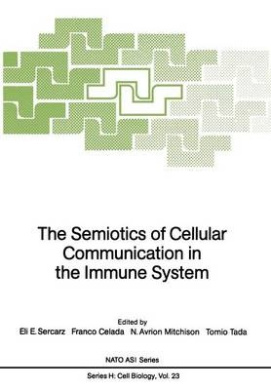 The Semiotics of Cellular
Communication in
the Immune System
Edited by
Eli E. Sercarz Franco Celada N. Avrion Mitchison Tomio Tada
NATO ASI Series
Series H: Cell Biology, Vol. 23